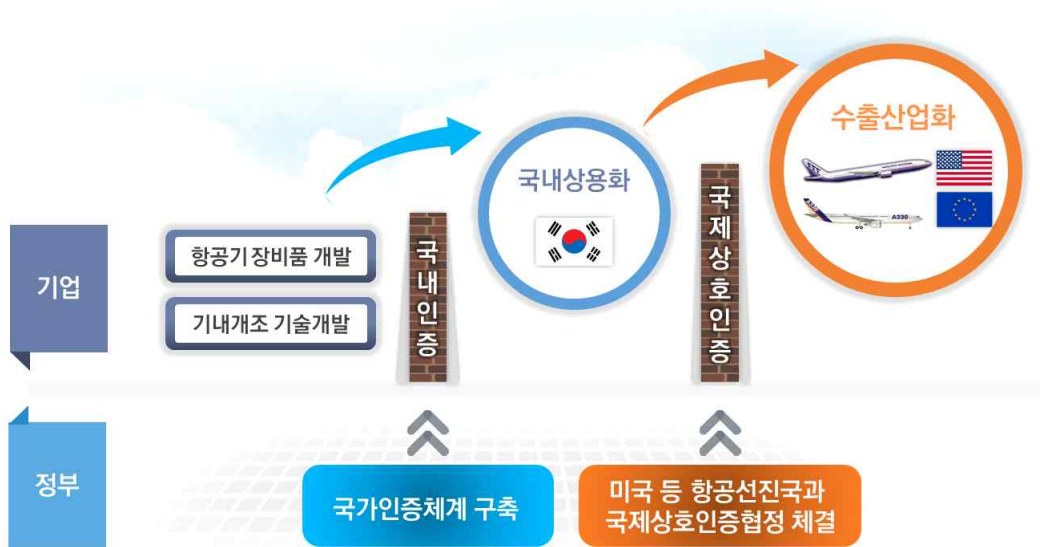 수출산업화
국내상용화
A330
기업
항공기 장비품 개발
기내개조 기술개발
국내인증
국제상호인증
정부
국가인증체계 구축
미국 등 항공선진국과
국제상호인증협정 체결